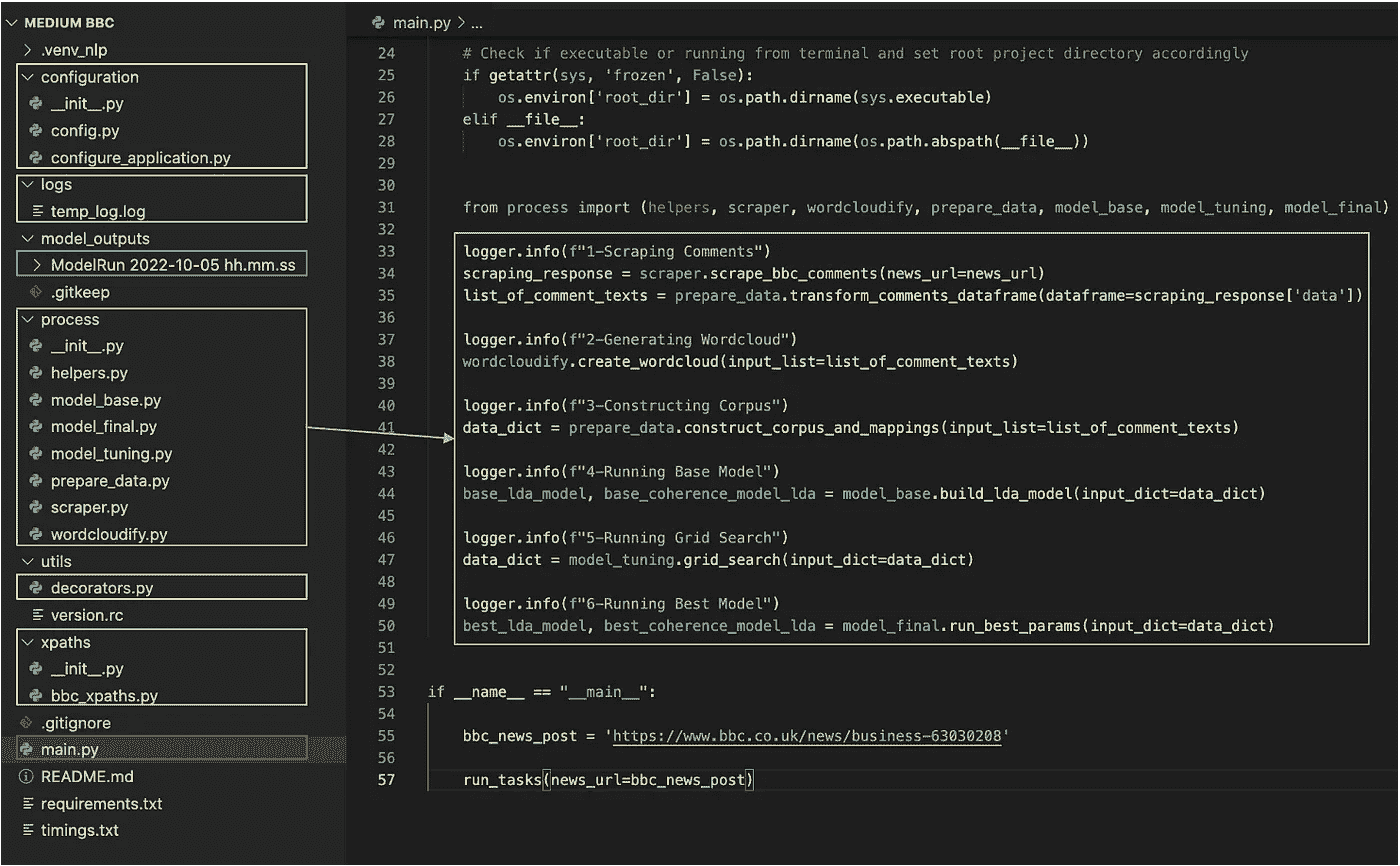 MEDIUM BBC
.venv_nlp
configuration
__init__.py
config.py
configure_application.py
logs
temp_log.log
model_outputs
ModelRun 2022-10-05 hh.mm.ss
.gitkeep
process
__init__.py
helpers.py
model_base.py
model_final.py
model_tuning.py
prepare_data.py
scraper.py
wordcloudify.py
utils
decorators.py
version.rc
xpaths
__init__.py
bbc_xpaths.py
.gitignore
main.py
README.md
requirements.txt
timings.txt
main.py > ...
24 # Check if executable or running from terminal and set root project directory accordingly
25 if getattr(sys, 'frozen', False):
26 os.environ['root_dir'] = os.path.dirname(sys.executable)
27 elif __file__:
28 os.environ['root_dir'] = os.path.dirname(os.path.abspath(__file__))
29
30
31 from process import (helpers, scraper, wordcloudify, prepare_data, model_base, model_tuning, model_final)
32
33 logger.info(f"1-Scraping Comments")
34 scraping_response = scraper.scrape_bbc_comments(news_url=news_url)
35 list_of_comment_texts = prepare_data.transform_comments_dataframe(dataframe=scraping_response['data'])
36
37 logger.info(f"2-Generating Wordcloud")
38 wordcloudify.create_wordcloud(input_list=list_of_comment_texts)
39
40 logger.info(f"3-Constructing Corpus")
41 data_dict = prepare_data.construct_corpus_and_mappings(input_list=list_of_comment_texts)
42
43 logger.info(f"4-Running Base Model")
44 base_lda_model, base_coherence_model_lda = model_base.build_lda_model(input_dict=data_dict)
45
46 logger.info(f"5-Running Grid Search")
47 data_dict = model_tuning.grid_search(input_dict=data_dict)
48
49 logger.info(f"6-Running Best Model")
50 best_lda_model, best_coherence_model_lda = model_final.run_best_params(input_dict=data_dict)
51
52
53 if __name__ == "__main__":
54
55 bbc_news_post = 'https://www.bbc.co.uk/news/business-63030208'
56
57 run_tasks(news_url=bbc_news_post)